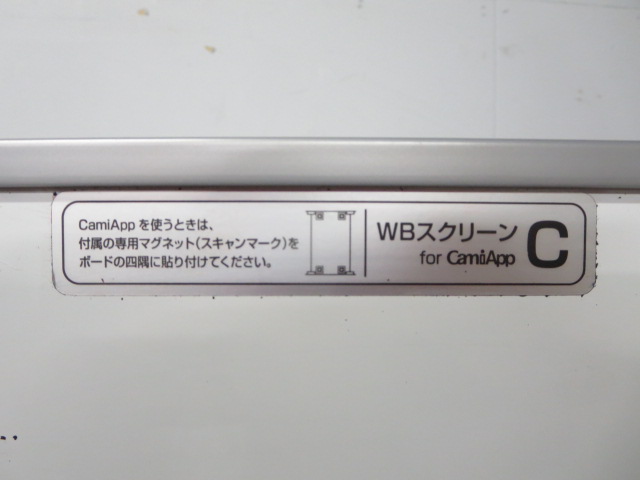 CamiApp を使うときは、
付属の専用マグネット(スキャンマーク)を
ボードの四隅に貼り付けてください。
WBスクリーン
for CamiApp
C